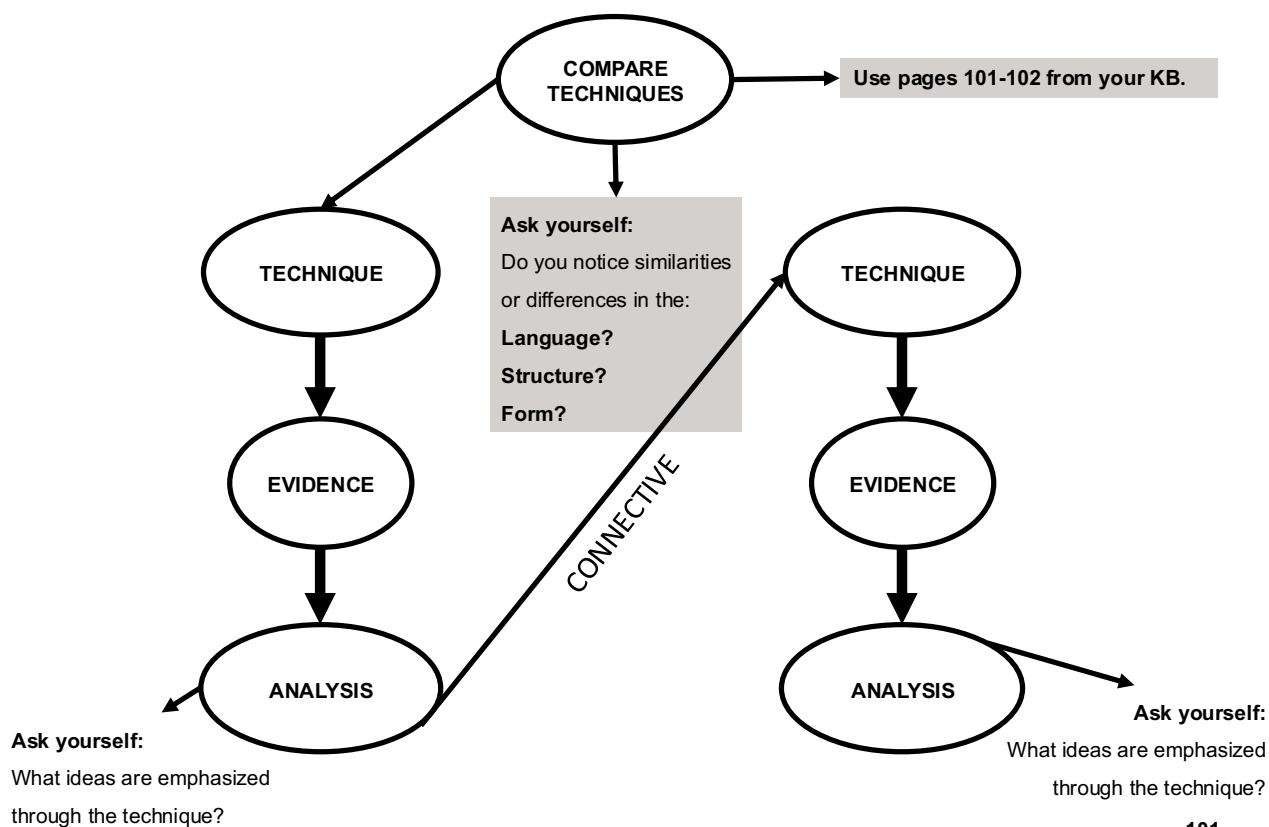 COMPARE
TECHNIQUES
Use pages 101-102 from your KB.
TECHNIQUE
Ask yourself:
Do you notice similarities
or differences in the:
Language?
Structure?
Form?
TECHNIQUE
EVIDENCE
CONNECTIVE
EVIDENCE
ANALYSIS
ANALYSIS
Ask yourself:
What ideas are emphasized
through the technique?
Ask yourself:
What ideas are emphasized
through the technique?
101